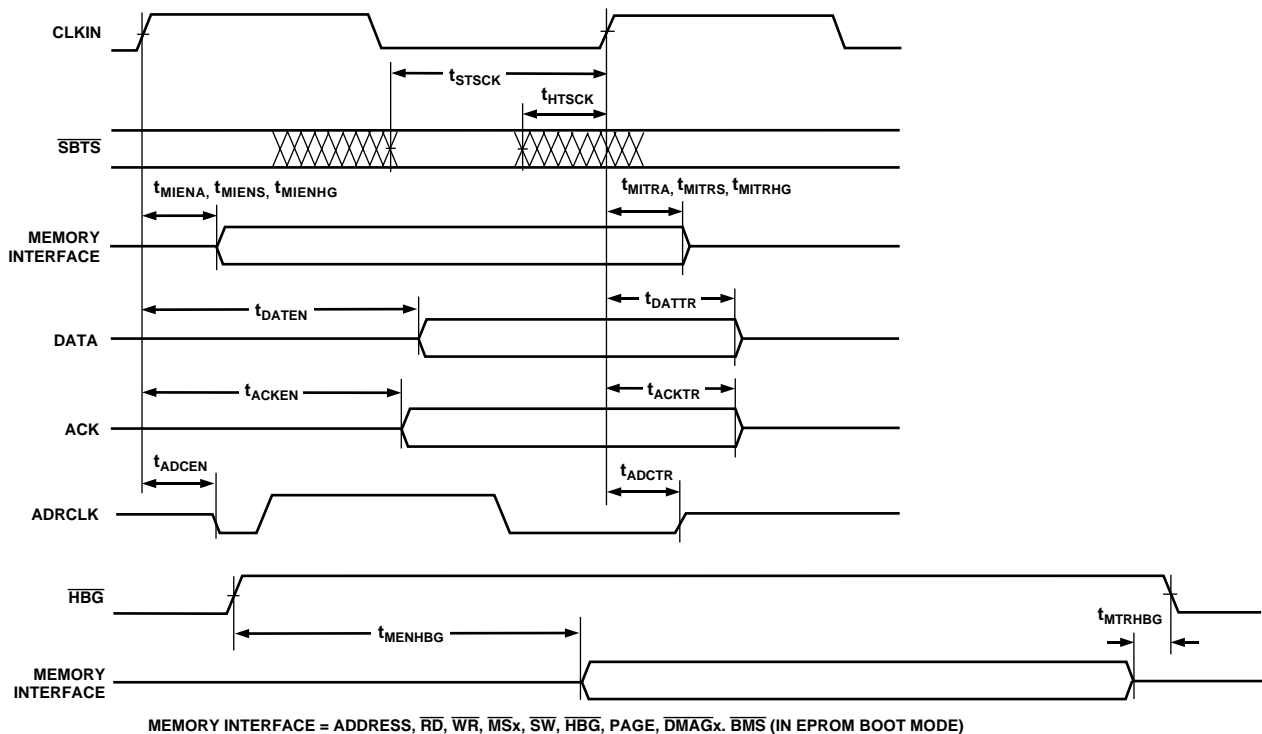 CLKIN
tSTSCK
tHTSCK
SBTS
tMIENA, tMIENS, tMIENHG
tMITRA, tMITRS, tMITRHG
MEMORY
INTERFACE
tDATEN
tDATTR
DATA
tACKEN
tACKTR
ACK
tADCEN
tADCTR
ADRCLK
HBG
tMENHBG
tMTRHBG
MEMORY
INTERFACE
MEMORY INTERFACE = ADDRESS, RD, WR, MSx, SW, HBG, PAGE, DMAGx. BMS (IN EPROM BOOT MODE)